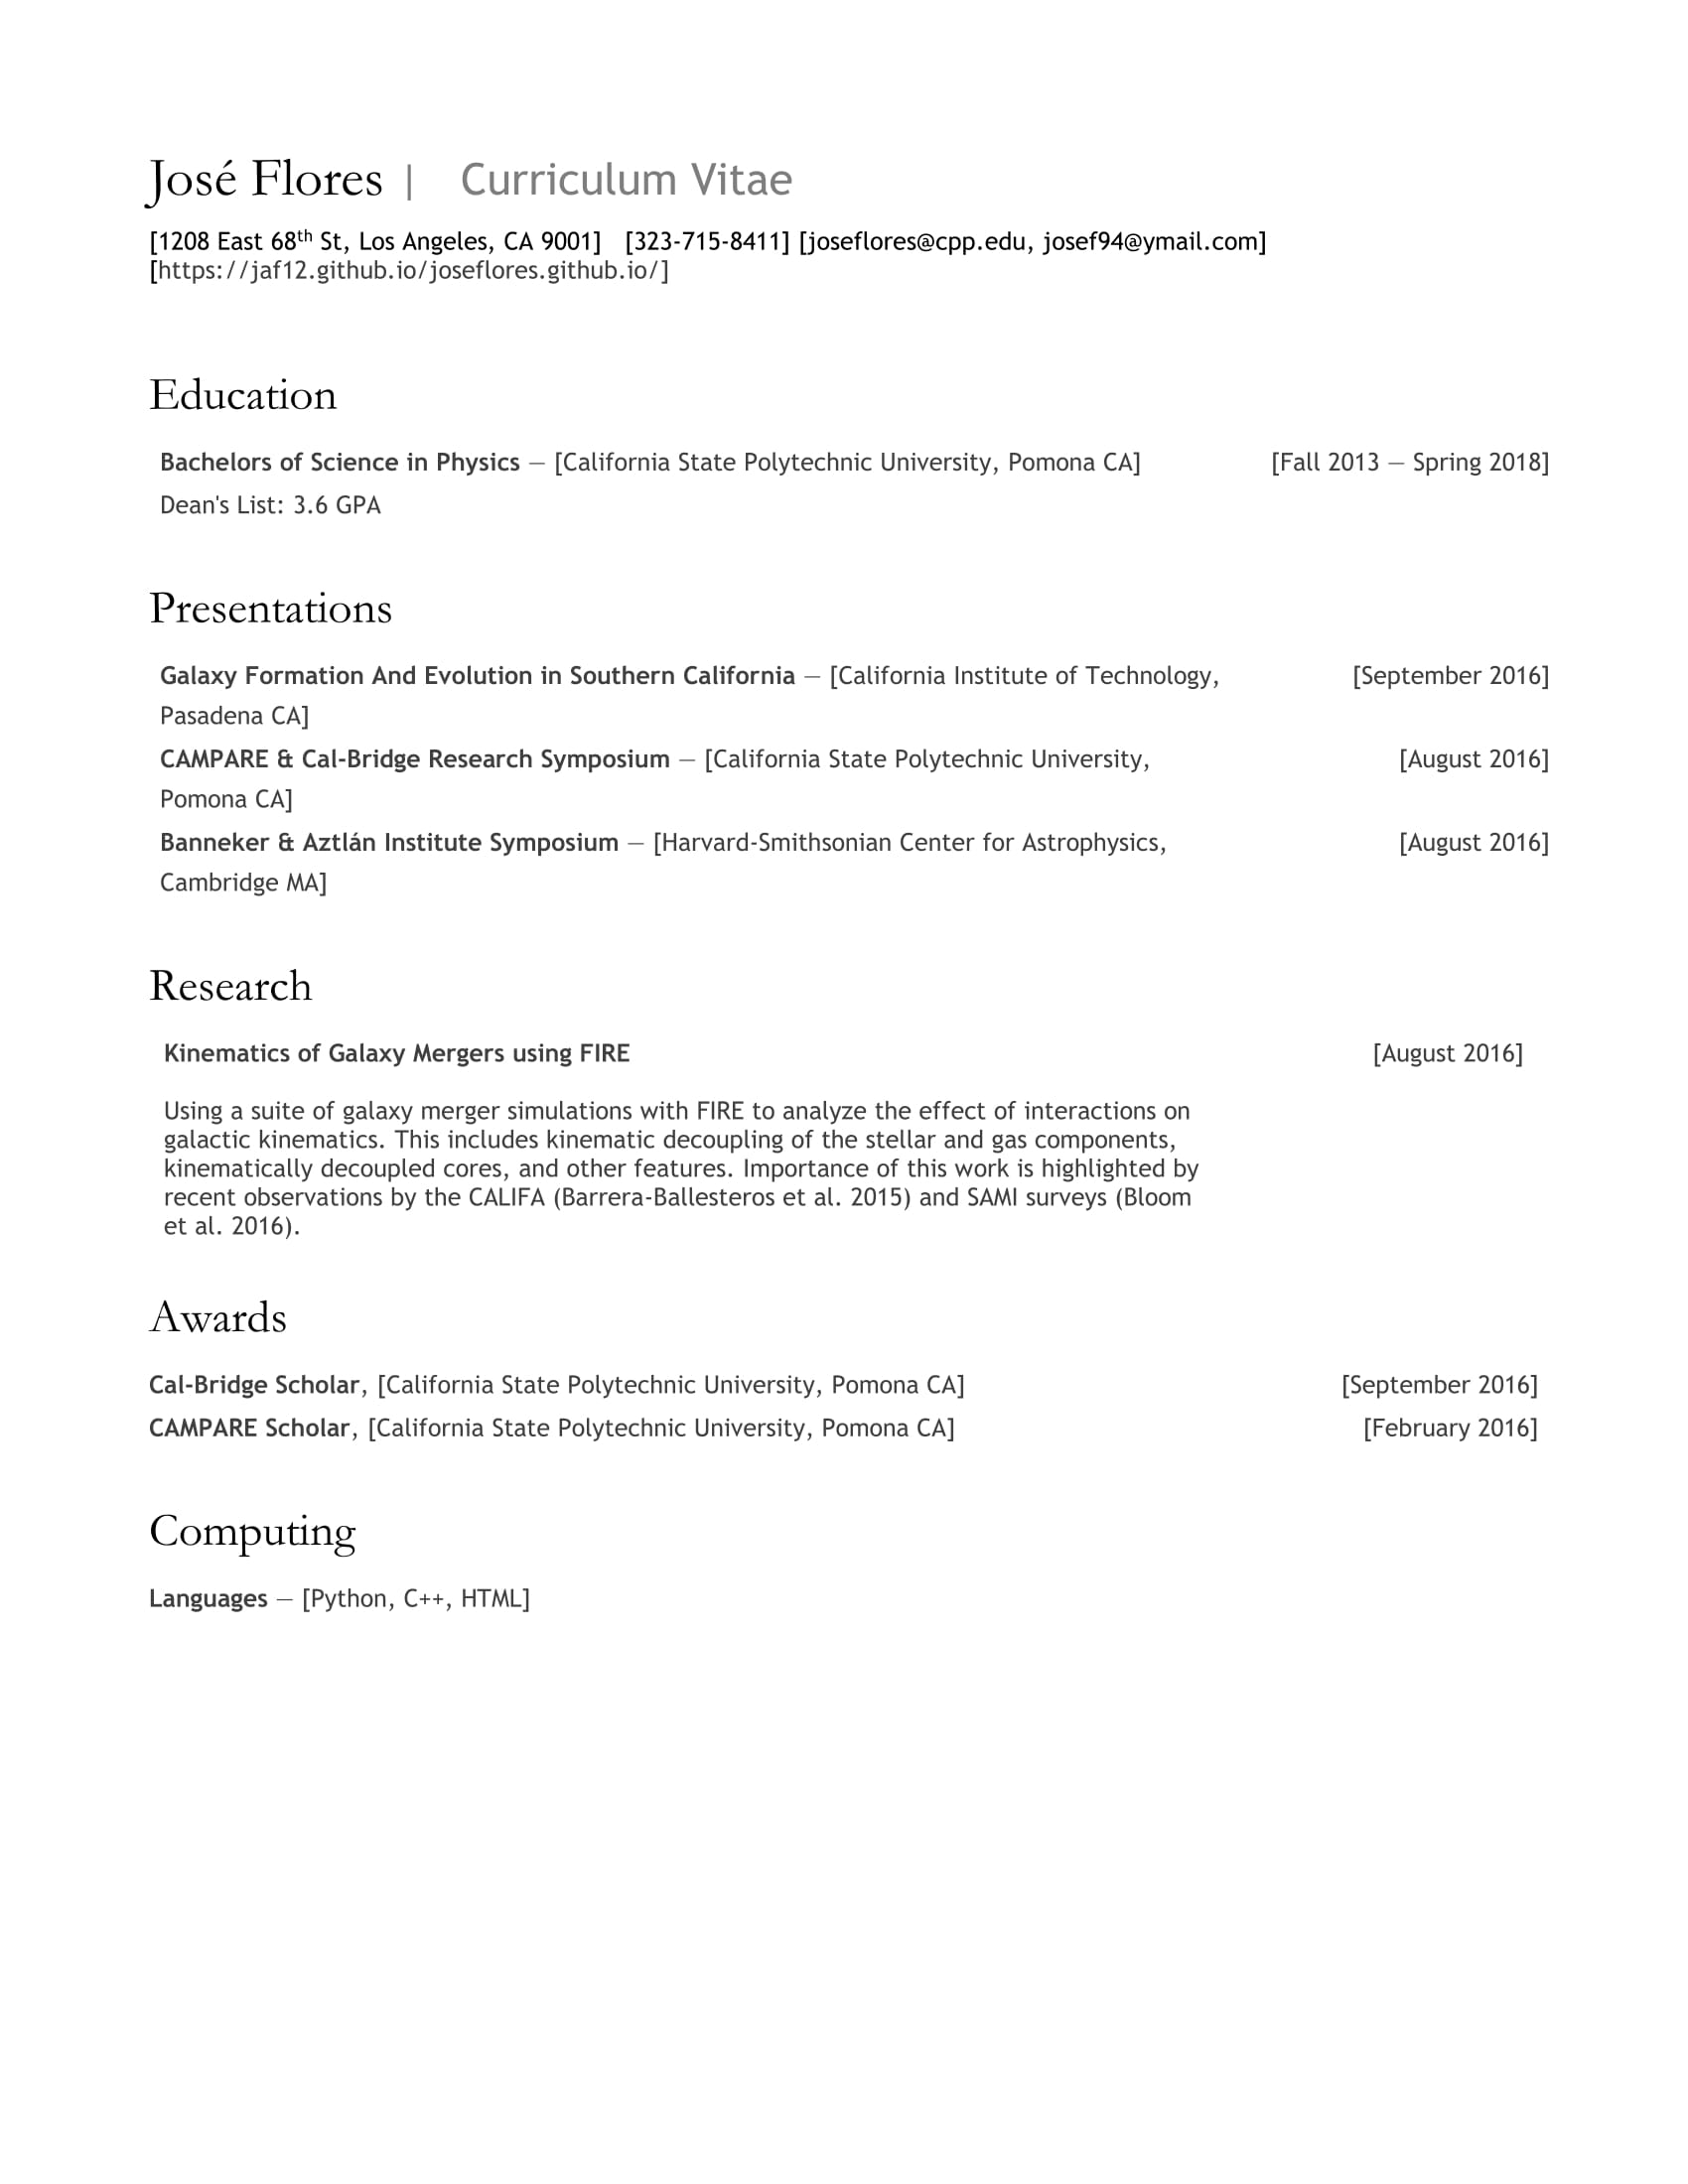 José Flores | Curriculum Vitae
[1208 East 68th St, Los Angeles, CA 9001] [323-715-8411] [joseflores@cpp.edu, josef94@ymail.com]
[https://jaf12.github.io/joseflores.github.io/]
Education
Bachelors of Science in Physics — [California State Polytechnic University, Pomona CA] [Fall 2013 — Spring 2018]
Dean's List: 3.6 GPA
Presentations
Galaxy Formation And Evolution in Southern California — [California Institute of Technology, [September 2016]
Pasadena CA]
CAMPARE & Cal-Bridge Research Symposium — [California State Polytechnic University, [August 2016]
Pomona CA]
Banneker & Aztlán Institute Symposium — [Harvard-Smithsonian Center for Astrophysics, [August 2016]
Cambridge MA]
Research
Kinematics of Galaxy Mergers using FIRE [August 2016]
Using a suite of galaxy merger simulations with FIRE to analyze the effect of interactions on
galactic kinematics. This includes kinematic decoupling of the stellar and gas components,
kinematically decoupled cores, and other features. Importance of this work is highlighted by
recent observations by the CALIFA (Barrera-Ballesteros et al. 2015) and SAMI surveys (Bloom
et al. 2016).
Awards
Cal-Bridge Scholar, [California State Polytechnic University, Pomona CA] [September 2016]
CAMPARE Scholar, [California State Polytechnic University, Pomona CA] [February 2016]
Computing
Languages — [Python, C++, HTML]